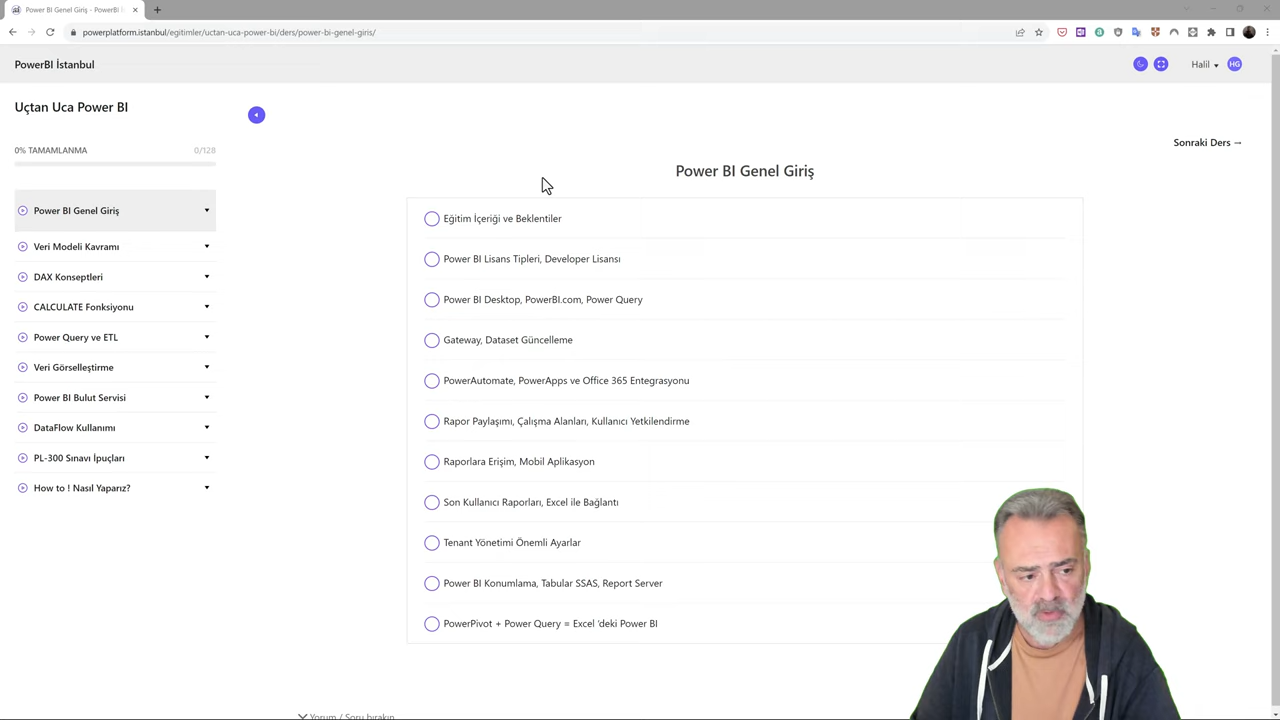 Power BI Genel Giriş - PowerBI İ
powerplatform.istanbul/egitimler/uctan-uca-power-bi/ders/power-bi-genel-giris/
PowerBI İstanbul
Halil
HG
Uçtan Uca Power BI
0% TAMAMLANMA
0/128
Power BI Genel Giriş
Veri Modeli Kavramı
DAX Konseptleri
CALCULATE Fonksiyonu
Power Query ve ETL
Veri Görselleştirme
Power BI Bulut Servisi
DataFlow Kullanımı
PL-300 Sınavı İpuçları
How to ! Nasıl Yaparız?
Sonraki Ders →
Power BI Genel Giriş
Eğitim İçeriği ve Beklentiler
Power BI Lisans Tipleri, Developer Lisansı
Power BI Desktop, PowerBI.com, Power Query
Gateway, Dataset Güncelleme
PowerAutomate, PowerApps ve Office 365 Entegrasyonu
Rapor Paylaşımı, Çalışma Alanları, Kullanıcı Yetkilendirme
Raporlara Erişim, Mobil Aplikasyon
Son Kullanıcı Raporları, Excel ile Bağlantı
Tenant Yönetimi Önemli Ayarlar
Power BI Konumlama, Tabular SSAS, Report Server
PowerPivot + Power Query = Excel 'deki Power BI
Yorum / Soru bırakın